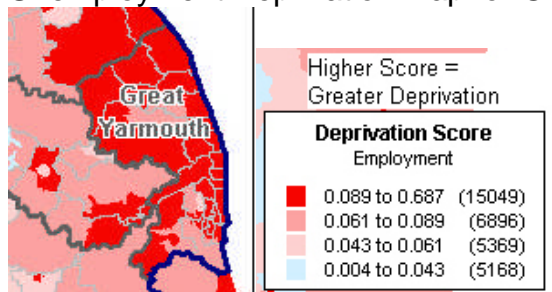 Great
Yarmouth
Higher Score =
Greater Deprivation
Deprivation Score
Employment
0.089 to 0.687 (15049)
0.061 to 0.089 (6896)
0.043 to 0.061 (5369)
0.004 to 0.043 (5168)